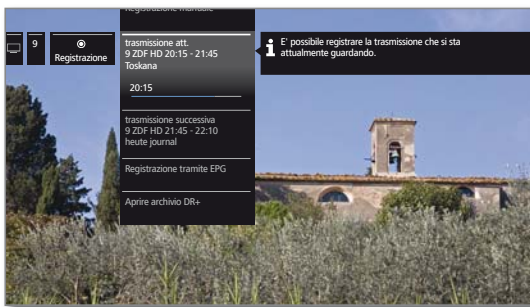 Registrazione manuale
9
Registrazione
trasmissione att.
9 ZDF HD 20:15 - 21:45
Toskana
20:15
trasmissione successiva
9 ZDF HD 21:45 - 22:10
heute journal
Registrazione tramite EPG
Aprire archivio DR+
E' possibile registrare la trasmissione che si sta
attualmente guardando.